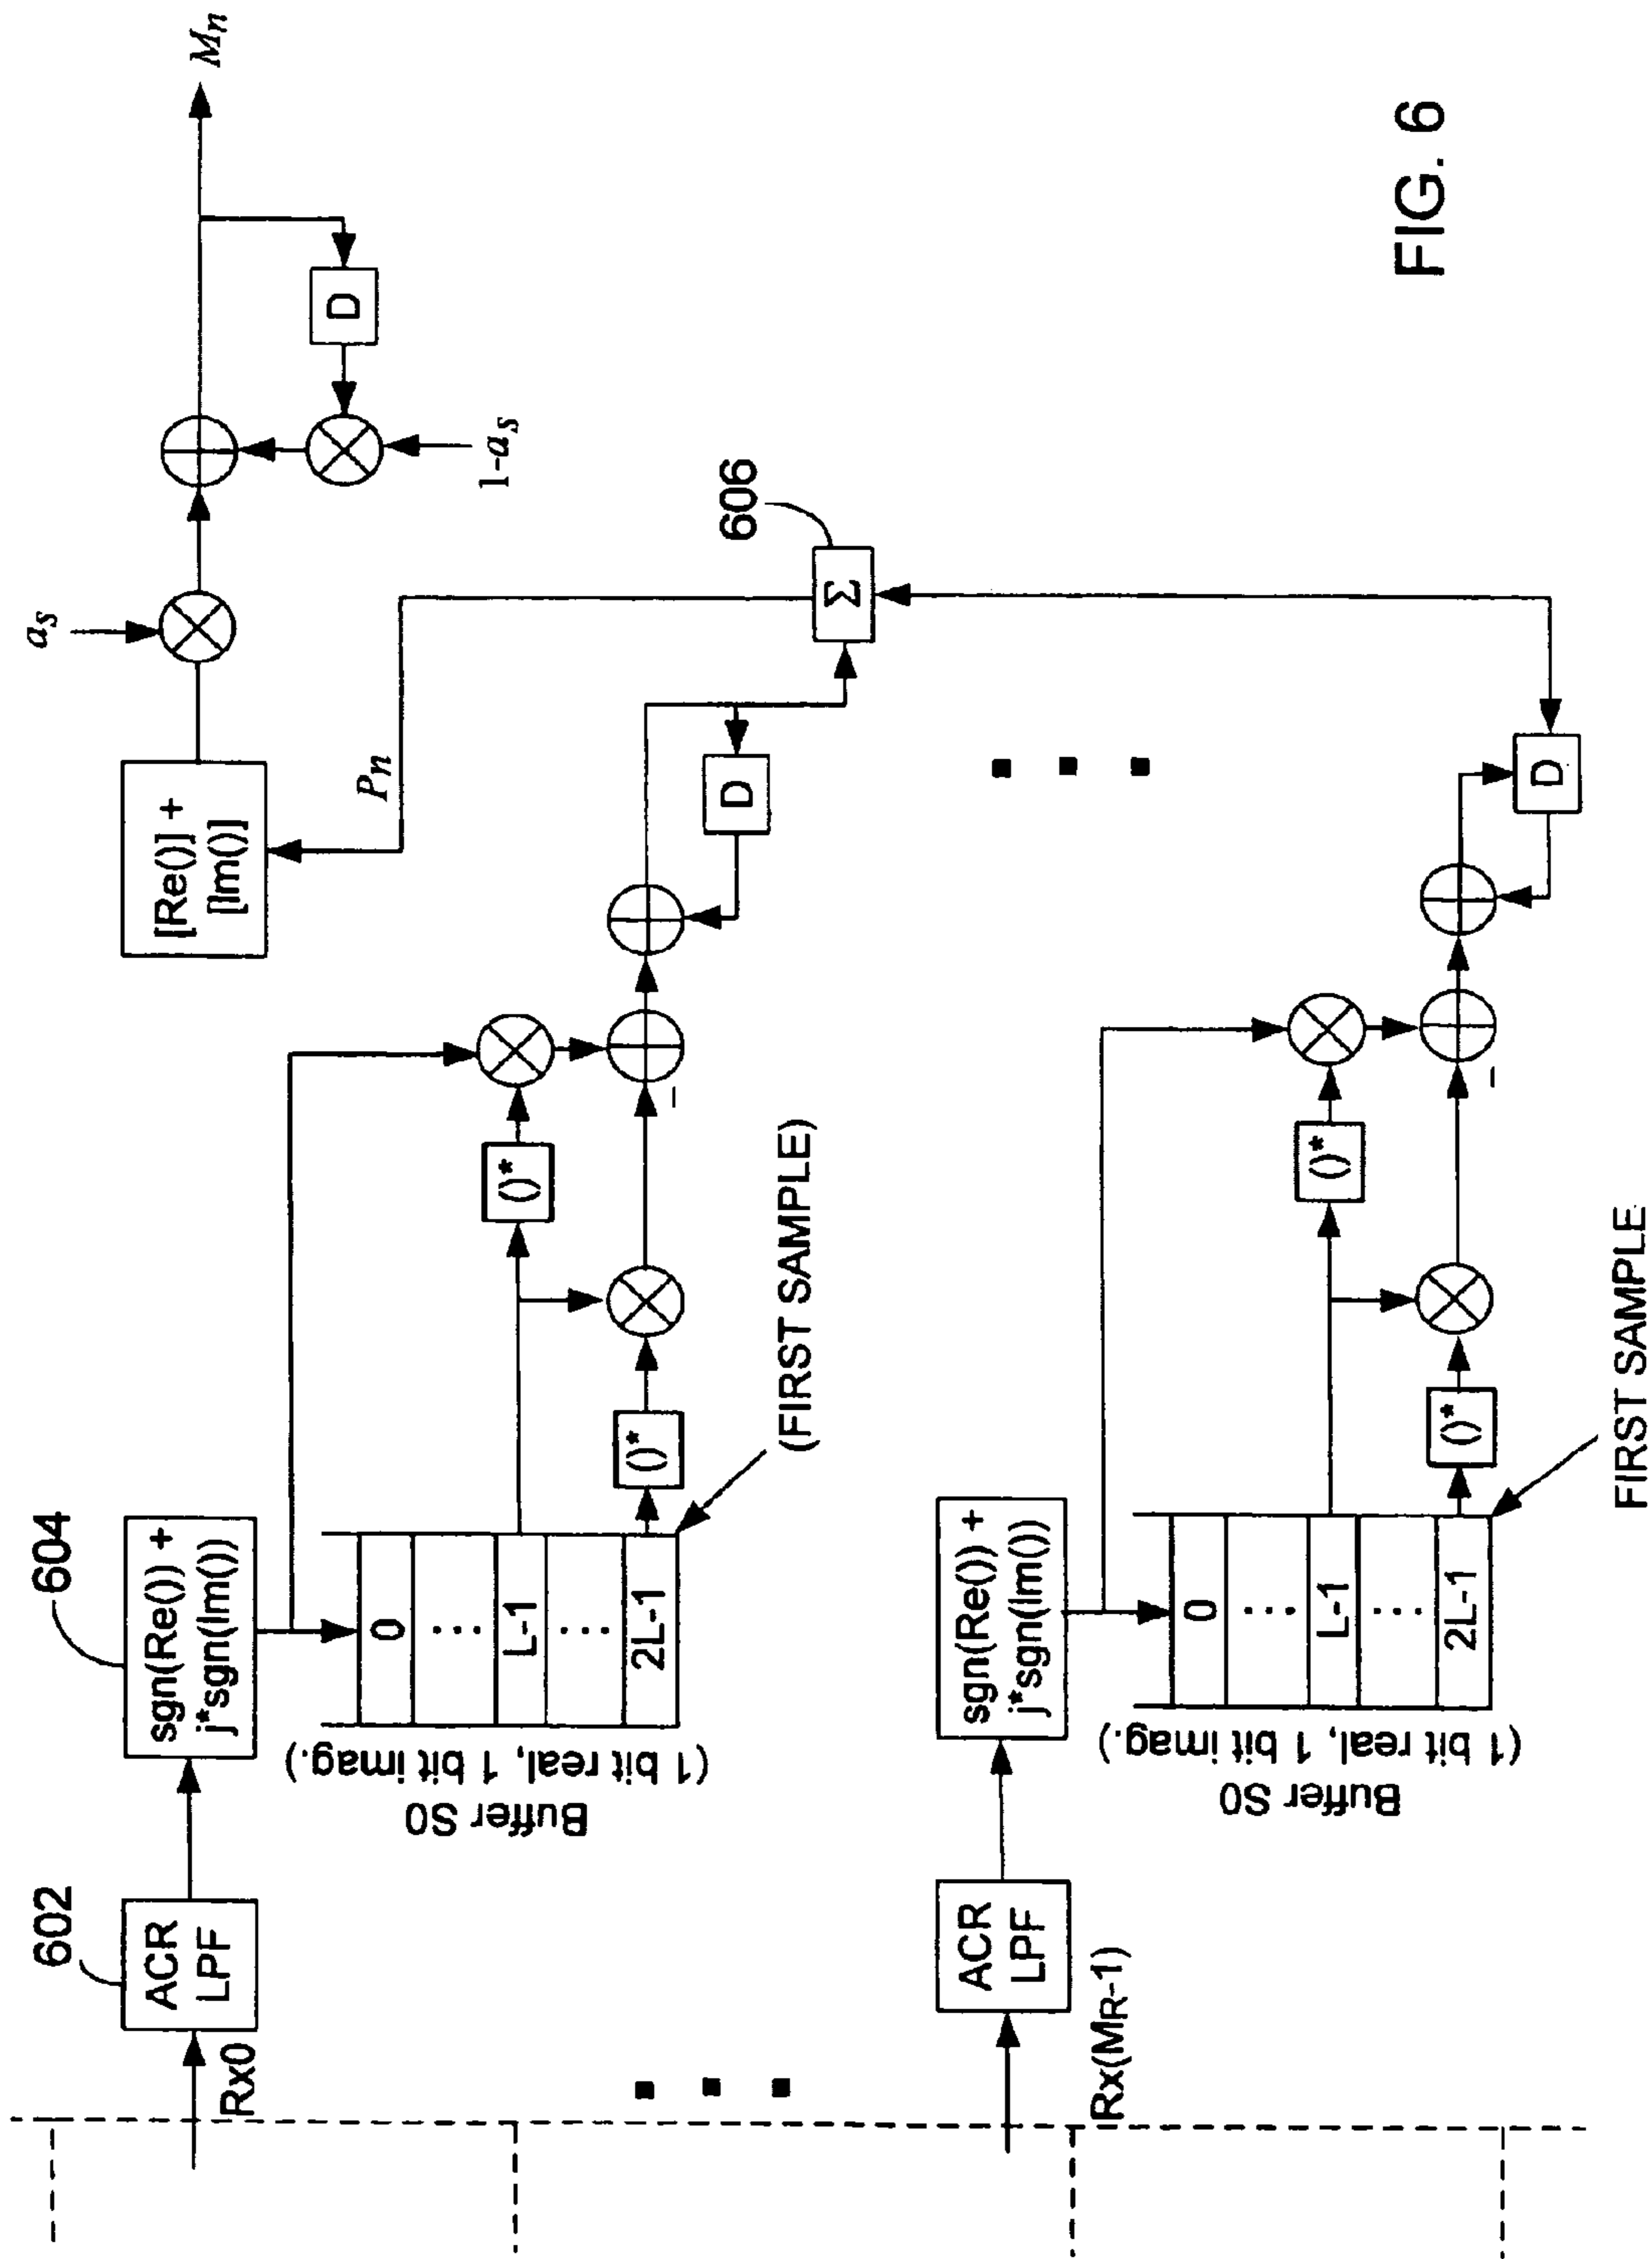 602
604
Rx0
ACR
LPF
sgn(Re()) +
j*sgn(Im())
Buffer S0
(1 bit real, 1 bit imag.)
0
...
L-1
...
2L-1
()*
()*
(FIRST SAMPLE)
-
D
[Re()] +
[Im()]
Pn
as
1-as
D
Mn
606
Σ
Rx(MR-1)
ACR
LPF
sgn(Re()) +
j*sgn(Im())
Buffer S0
(1 bit real, 1 bit imag.)
0
...
L-1
...
2L-1
()*
()*
FIRST SAMPLE
-
D
FIG. 6